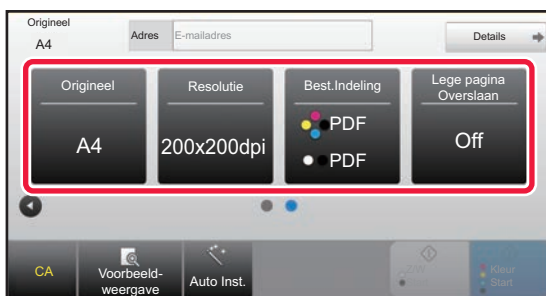 Origineel
A4
Adres
E-mailadres
Details
Origineel
A4
Resolutie
200x200dpi
Best.Indeling
PDF
PDF
Lege pagina
Overslaan
Off
CA
Voorbeeld-
weergave
Auto Inst.
Z/W
Start
Kleur
Start